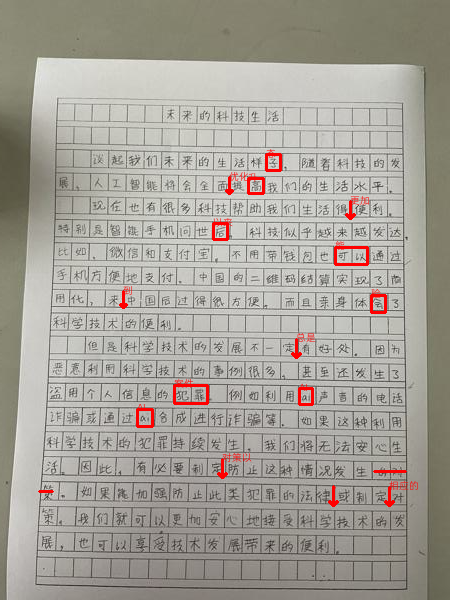 未来的科技生活
态
谈起我们未来的生活样子，随着科技的发
优化
展，人工智能将会全面提高我们的生活水平。
更加
现在也有很多科技帮助我们生活得便利。
以来
特别是智能手机问世后，科技似乎越来越发达，
能
比如，微信和支付宝。不用带钱包也可以通过
手机方便地支付。中国的二维码结算实现了商
到 验
用化，来中国后过得很方便。而且亲身体会了
科学技术的便利。
总是
但是科学技术的发展不一定有好处。因为
恶意利用科学技术的事例很多，甚至还发生了
案件 AI
盗用个人信息的犯罪。例如利用ai声音的电话
AI
诈骗或通过ai合成进行诈骗等。如果这种利用
科学技术的犯罪持续发生，我们将无法安心生
对策以
活。因此，有必要制定防止这种情况发生的对
相应的
策。如果能加强防止此类犯罪的法律或制定对
策，我们就可以更加安心地接受科学技术的发
展，也可以享受技术发展带来的便利。